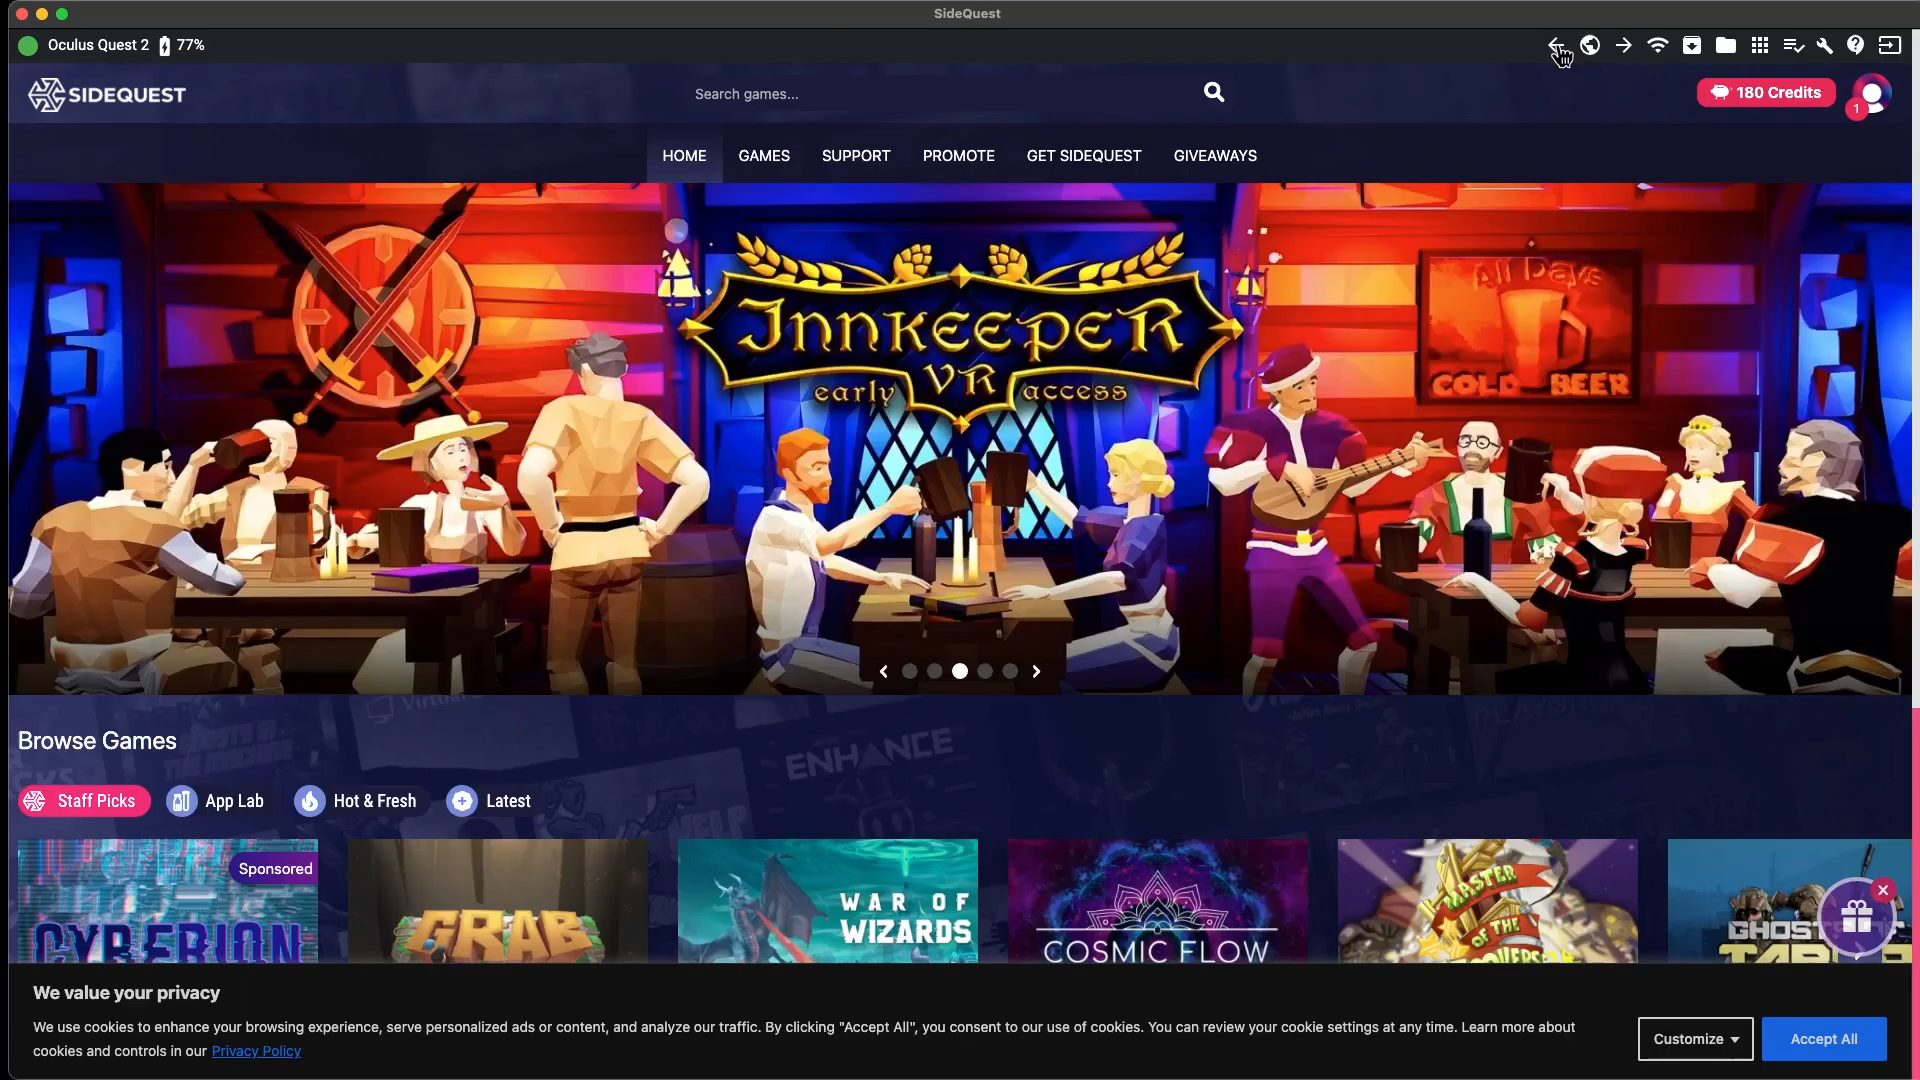 SideQuest
Oculus Quest 2 77%
SIDEQUEST
Search games...
180 Credits
1
HOME GAMES SUPPORT PROMOTE GET SIDEQUEST GIVEAWAYS
All Days
COLD BEER
INNKEEPER
early VR access
ENHANCE
Browse Games
Staff Picks App Lab Hot & Fresh Latest
Sponsored
CYBERION
GRAB
WAR OF
WIZARDS
COSMIC FLOW
MASTER
OF THE
GHOSTS
We value your privacy
We use cookies to enhance your browsing experience, serve personalized ads or content, and analyze our traffic. By clicking "Accept All", you consent to our use of cookies. You can review your cookie settings at any time. Learn more about
cookies and controls in our Privacy Policy
Customize
Accept All